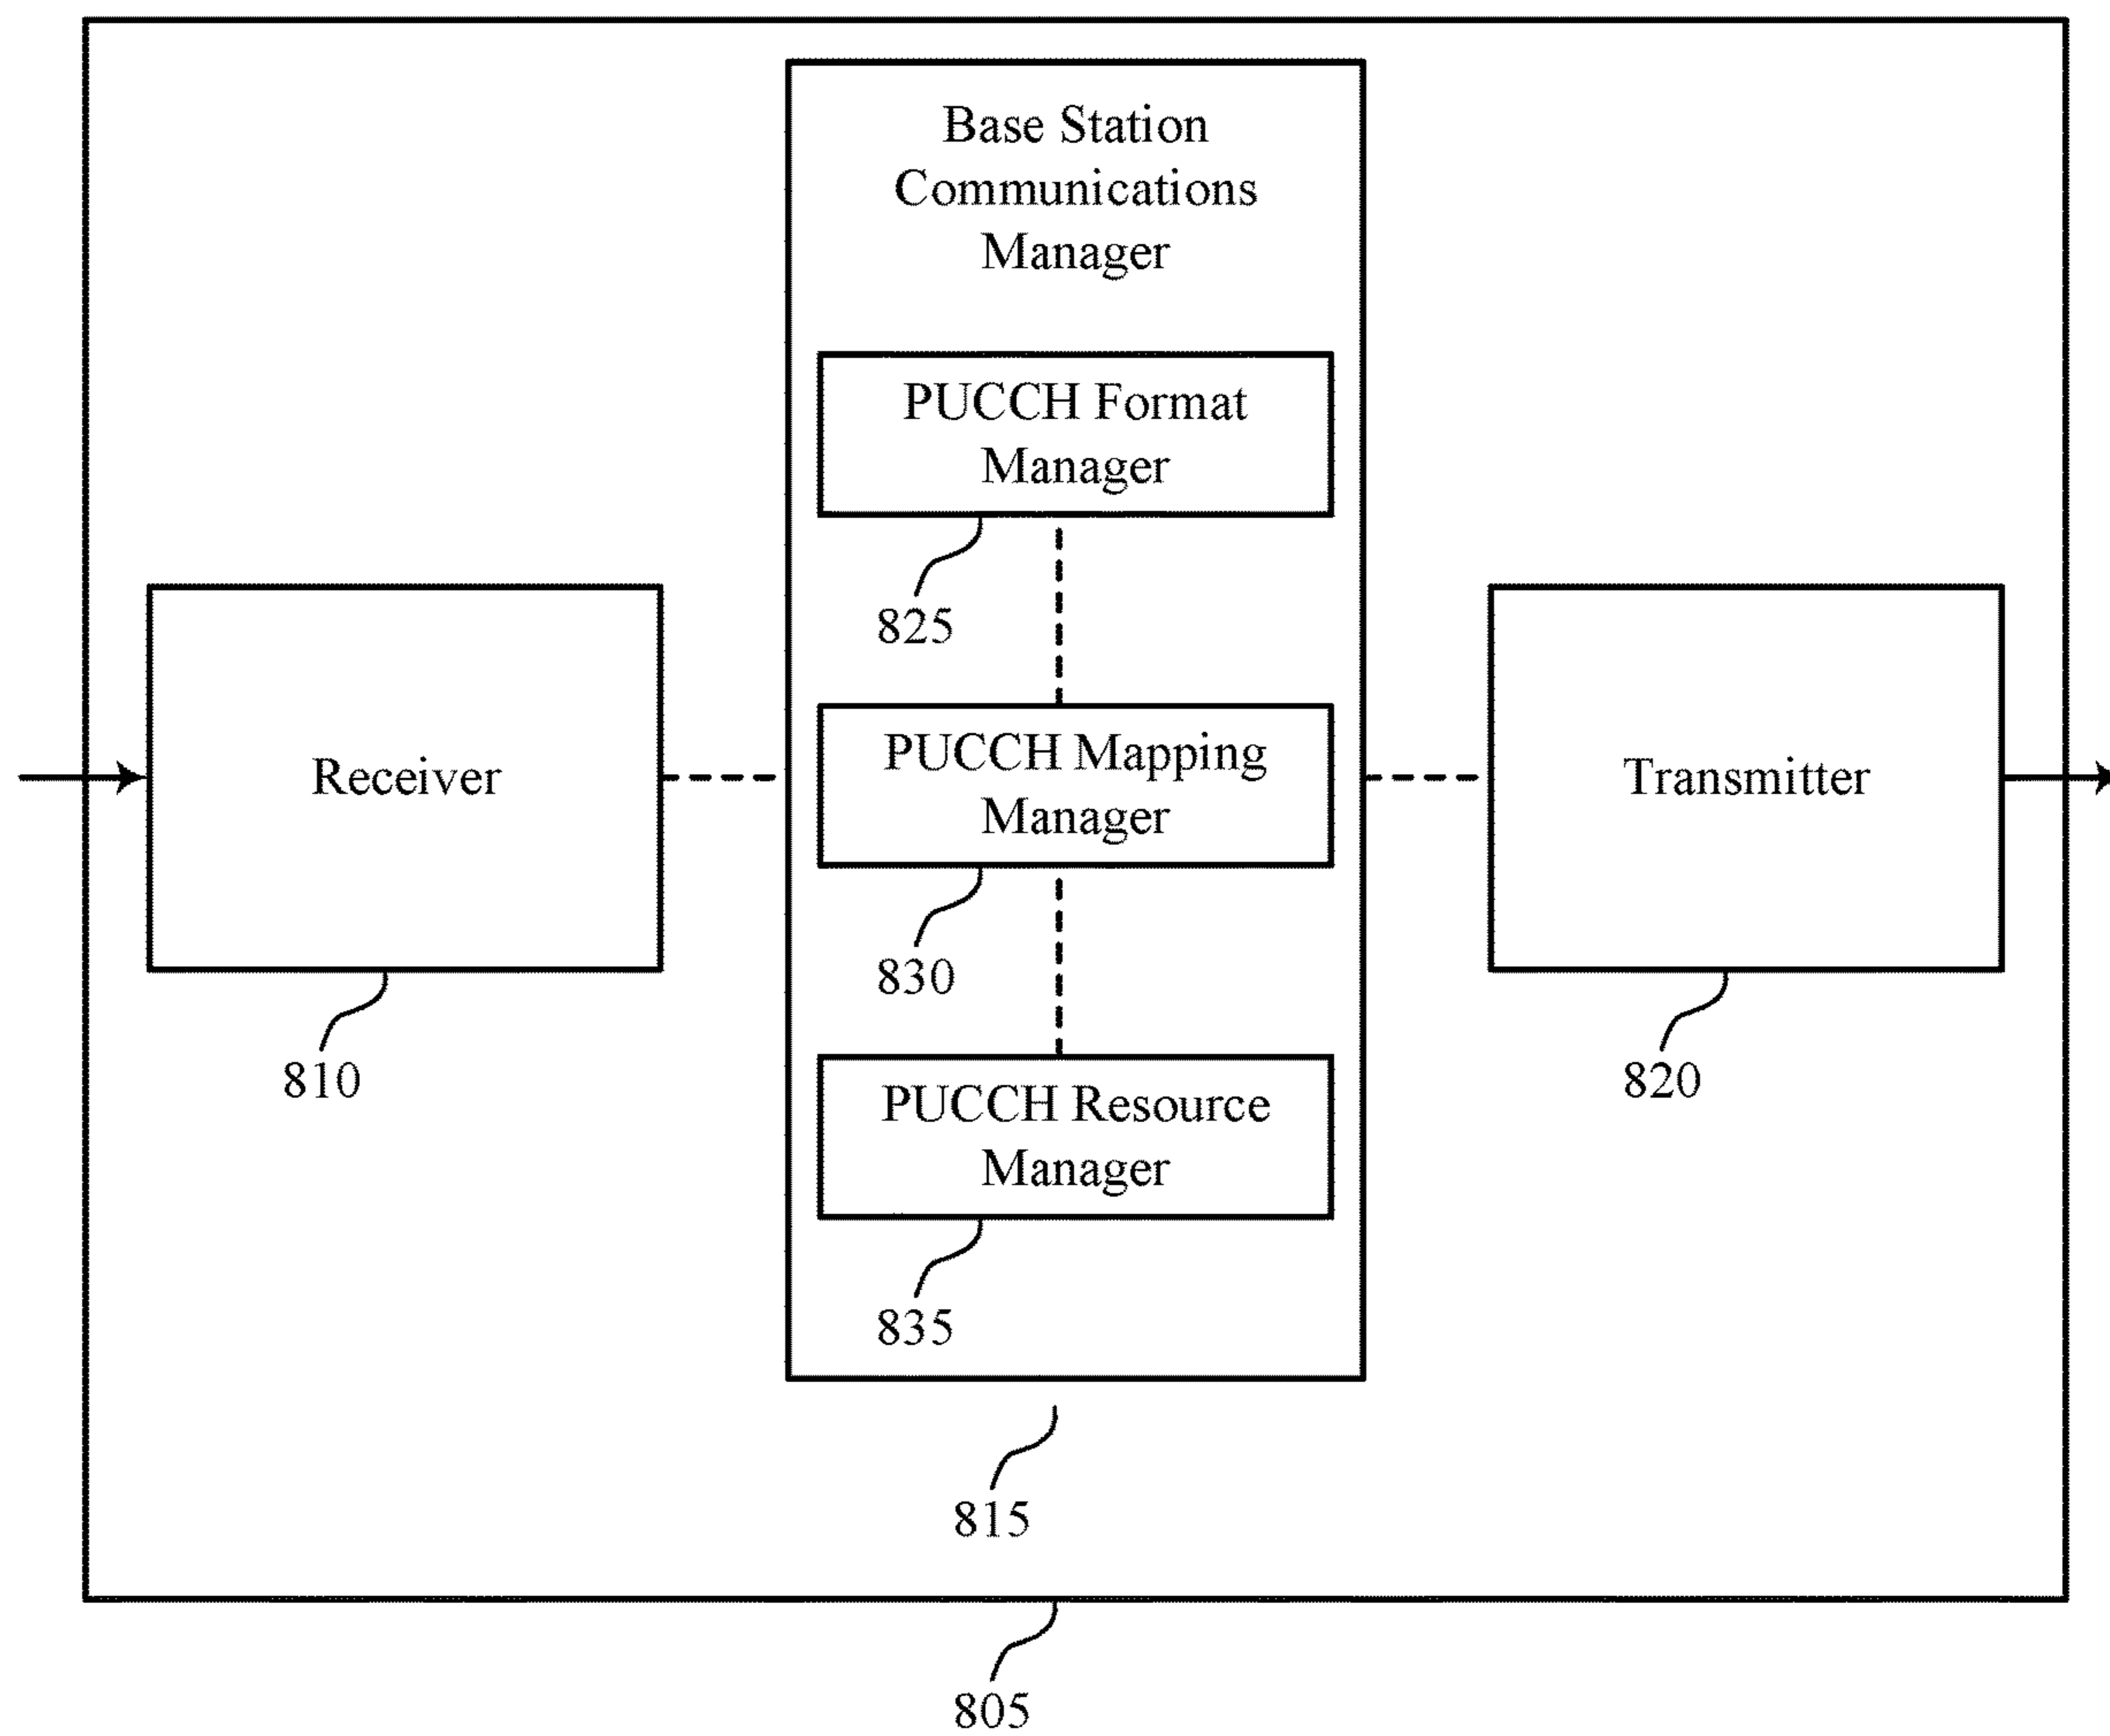 Base Station
Communications
Manager
PUCCH Format
Manager
825
Receiver
810
PUCCH Mapping
Manager
830
Transmitter
820
PUCCH Resource
Manager
835
815
805